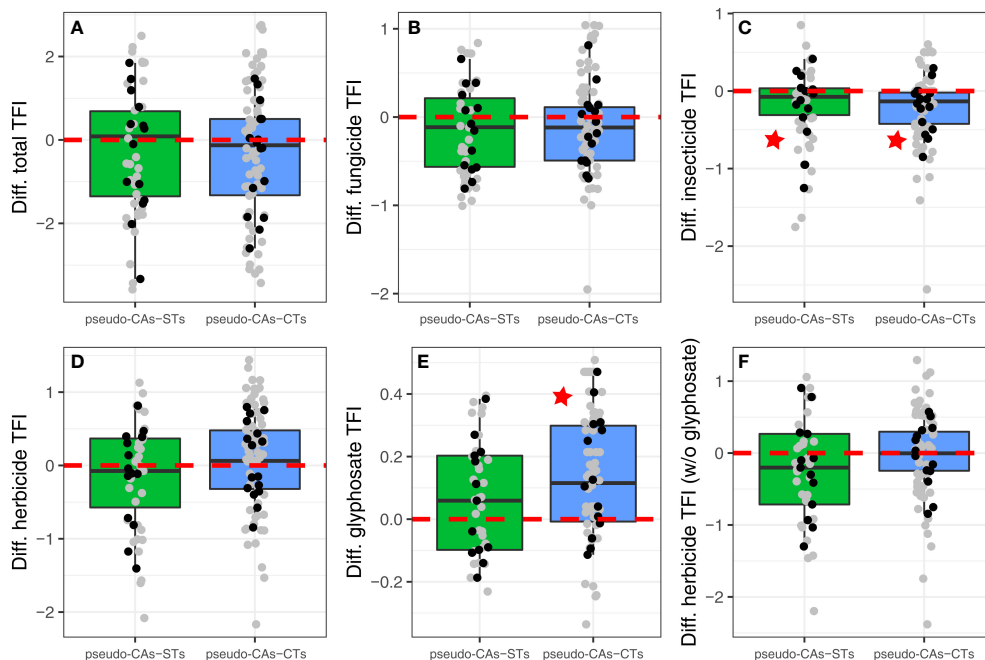 A
Diff. total TFI
2
0
−2
pseudo−CAs−STs
pseudo−CAs−CTs
B
Diff. fungicide TFI
1
0
−1
−2
pseudo−CAs−STs
pseudo−CAs−CTs
C
Diff. insecticide TFI
1
0
−1
−2
pseudo−CAs−STs
pseudo−CAs−CTs
D
Diff. herbicide TFI
1
0
−1
−2
pseudo−CAs−STs
pseudo−CAs−CTs
E
Diff. glyphosate TFI
0.4
0.2
0.0
−0.2
pseudo−CAs−STs
pseudo−CAs−CTs
F
Diff. herbicide TFI (w/o glyphosate)
1
0
−1
−2
pseudo−CAs−STs
pseudo−CAs−CTs